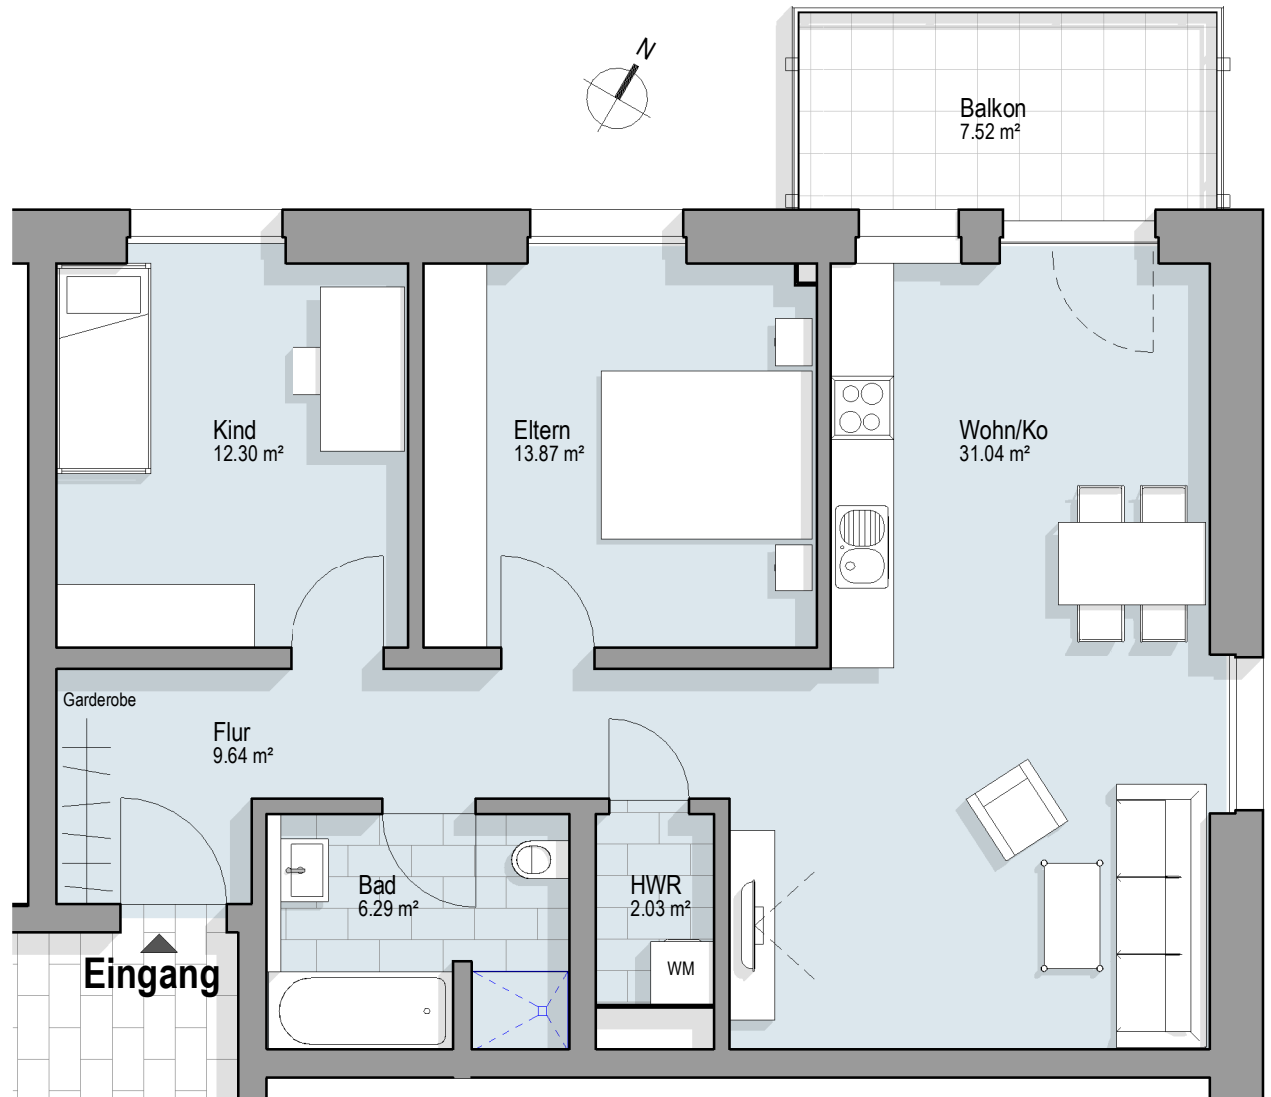 N
Balkon
7.52 m²
Kind
12.30 m²
Eltern
13.87 m²
Wohn/Ko
31.04 m²
Garderobe
Flur
9.64 m²
Bad
6.29 m²
HWR
2.03 m²
WM
Eingang